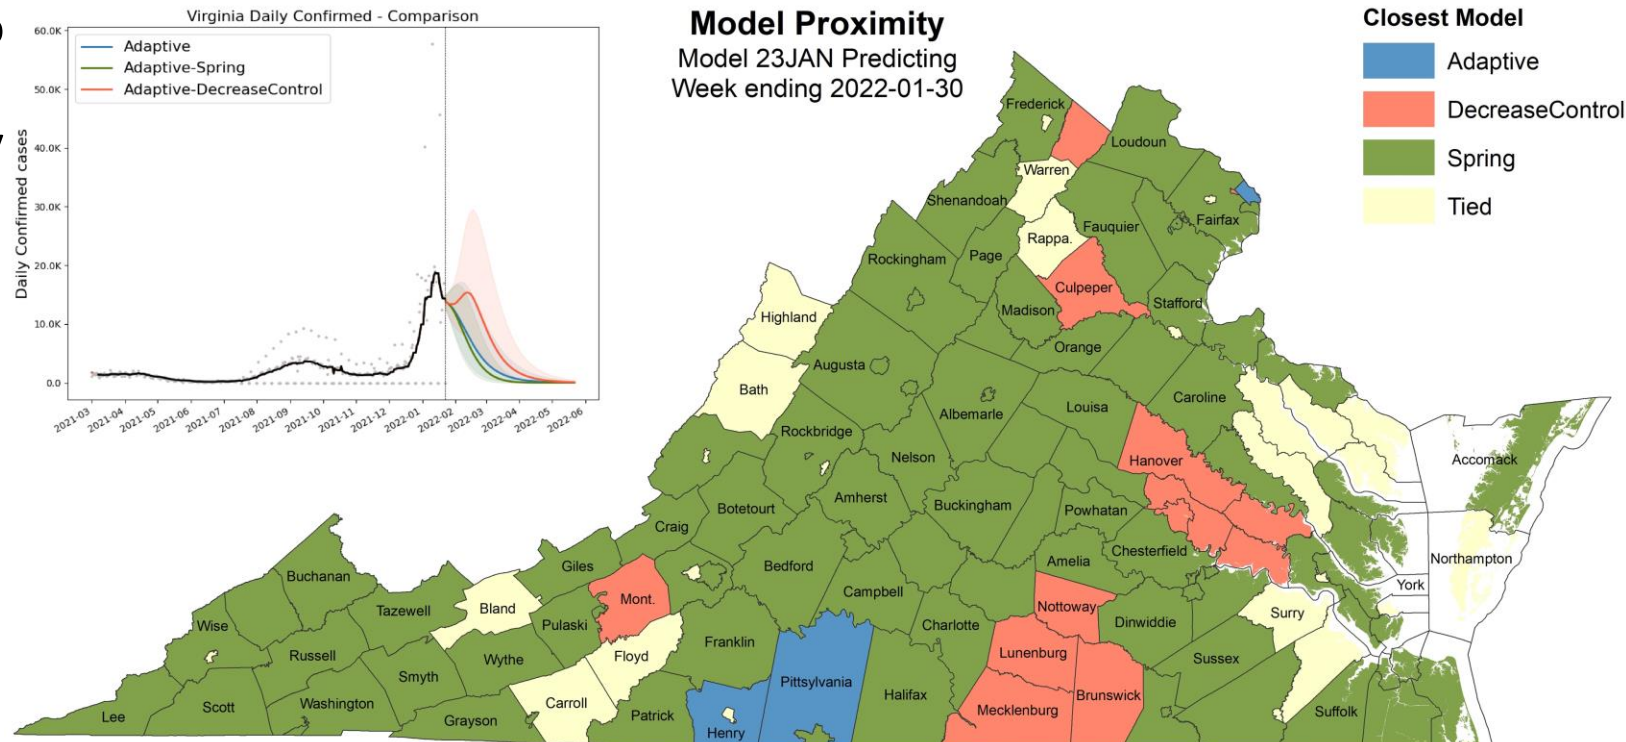 Virginia Daily Confirmed - Comparison
60.0K
50.0K
40.0K
30.0K
20.0K
10.0K
0.0
Daily Confirmed cases
Adaptive
Adaptive-Spring
Adaptive-DecreaseControl
2021-03
2021-04
2021-05
2021-06
2021-07
2021-08
2021-09
2021-10
2021-11
2021-12
2022-01
2022-02
2022-03
2022-04
2022-05
2022-06
Model Proximity
Model 23JAN Predicting
Week ending 2022-01-30
Closest Model
Adaptive
DecreaseControl
Spring
Tied
Frederick
Loudoun
Warren
Shenandoah
Fairfax
Fauquier
Rappa.
Page
Rockingham
Culpeper
Stafford
Madison
Highland
Orange
Augusta
Bath
Caroline
Louisa
Albemarle
Rockbridge
Nelson
Hanover
Accomack
Amherst
Buckingham
Botetourt
Powhatan
Craig
Chesterfield
Amelia
Northampton
Giles
Bedford
Buchanan
York
Campbell
Mont.
Nottoway
Bland
Tazewell
Surry
Dinwiddie
Pulaski
Charlotte
Wise
Franklin
Lunenburg
Russell
Floyd
Wythe
Sussex
Smyth
Pittsylvania
Halifax
Brunswick
Carroll
Washington
Scott
Mecklenburg
Suffolk
Patrick
Lee
Grayson
Henry